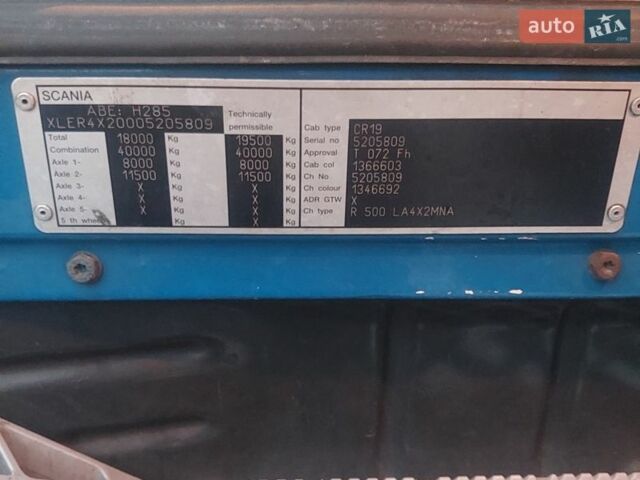 auto RIA
.com
SCANIA
ABE: H285
XLER4X20005205809
Technically
permissible
Total 18000 Kg 19500 Kg
Combination 40000 Kg 40000 Kg
Axle 1- 8000 Kg 8000 Kg
Axle 2- 11500 Kg 11500 Kg
Axle 3- X Kg X Kg
Axle 4- X Kg X Kg
Axle 5- X Kg X Kg
5 th wheel Kg X Kg
Cab type CR19
Serial no 5205809
Approval T 072 Fh
Cab col 1366603
Ch No 5205809
Ch colour 1346692
ADR GTW X
Ch type R 500 LA4X2MNA